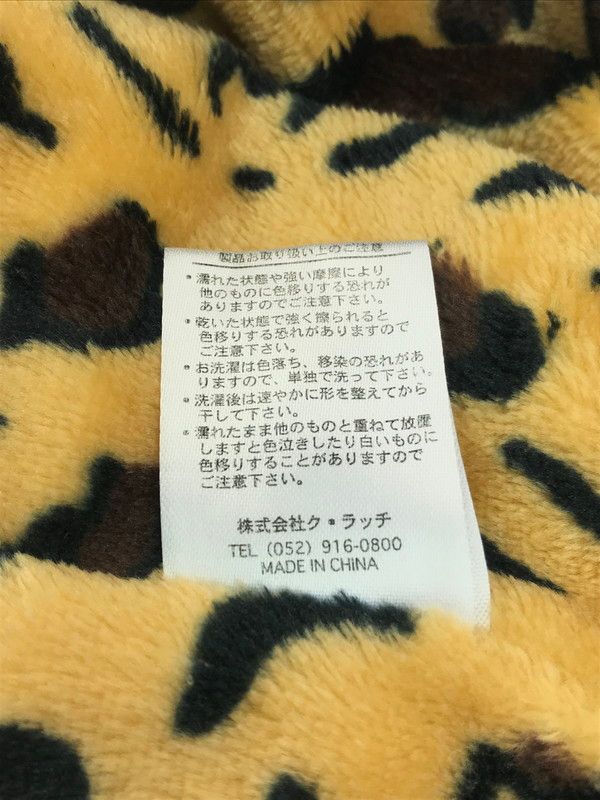 製品お取り扱い上のご注意
・濡れた状態や強い摩擦により
他のものに色移りする恐れが
ありますのでご注意下さい。
・乾いた状態で強く擦られると
色移りする恐れがありますので
ご注意下さい。
・お洗濯は色落ち、移染の恐れがあ
りますので、単独で洗って下さい。
・洗濯後は速やかに形を整えてから
干して下さい。
・濡れたまま他のものと重ねて放置
しますと色泣きしたり白いものに
色移りすることがありますので
ご注意下さい。
株式会社ク・ラッチ
TEL (052) 916-0800
MADE IN CHINA